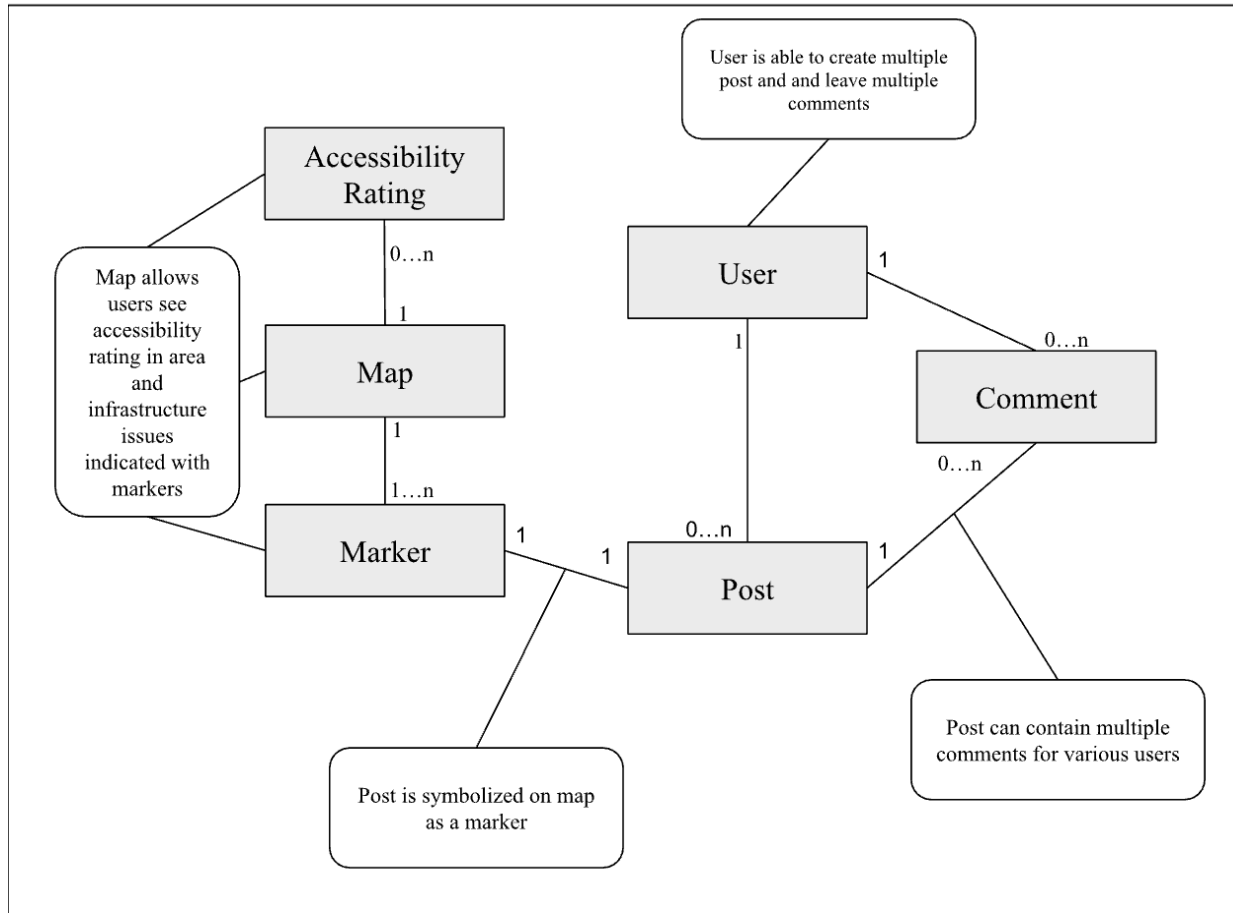 User is able to create multiple
post and and leave multiple
comments
Accessibility
Rating
0…n
1
Map allows
users see
accessibility
rating in area
and
infrastructure
issues
indicated with
markers
Map
1
1…n
Marker
User
1
1
0…n
Comment
0…n
1
1
1
0…n
Post
Post is symbolized on map
as a marker
Post can contain multiple
comments for various users